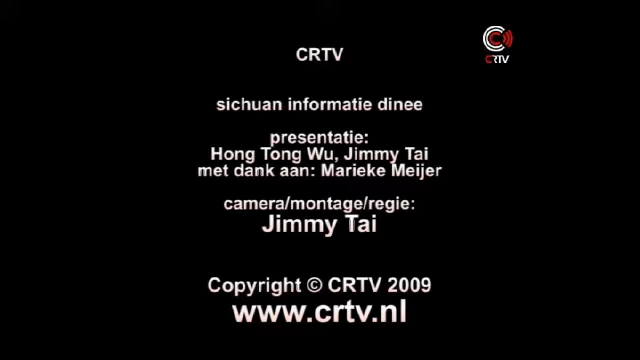 CRTV
CRTV
sichuan informatie dinee
presentatie:
Hong Tong Wu, Jimmy Tai
met dank aan: Marieke Meijer
camera/montage/regie:
Jimmy Tai
Copyright © CRTV 2009
www.crtv.nl